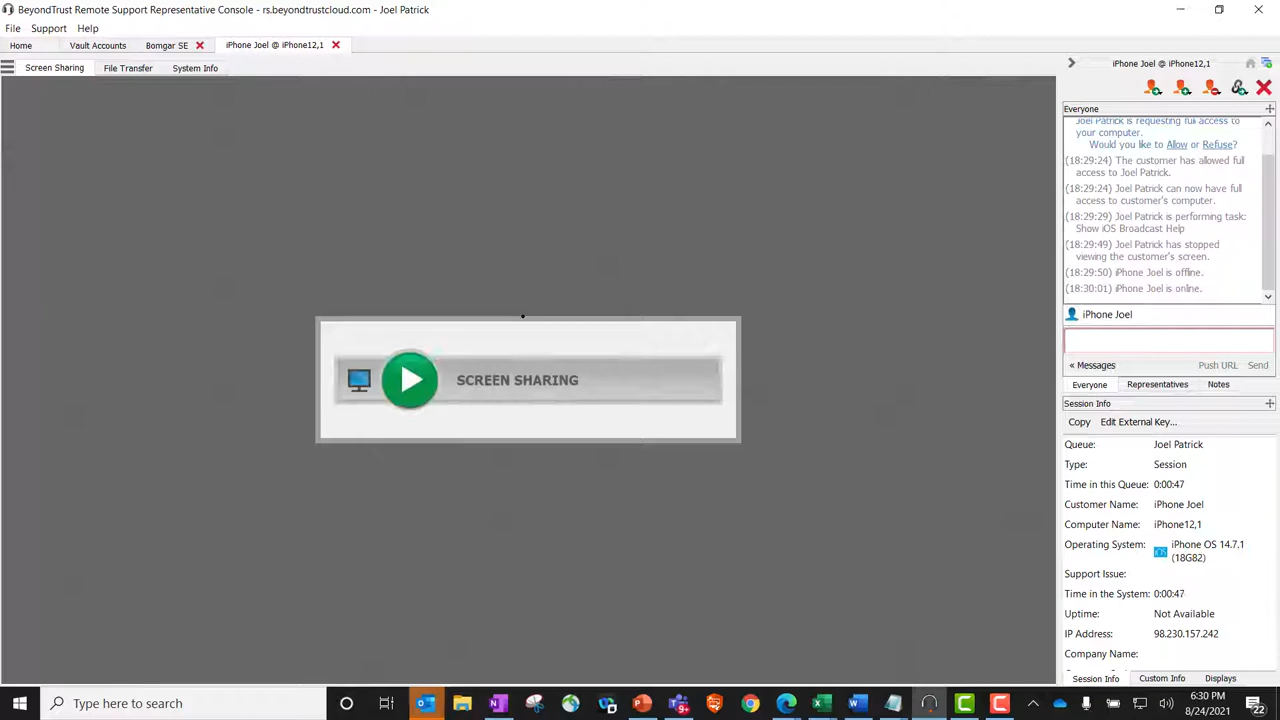 BeyondTrust Remote Support Representative Console - rs.beyondtrustcloud.com - Joel Patrick
File Support Help
Home Vault Accounts Bomgar SE iPhone Joel @ iPhone12,1
Screen Sharing File Transfer System Info
iPhone Joel @ iPhone12,1
Everyone
Joel Patrick is requesting full access to
your computer.
Would you like to Allow or Refuse?
(18:29:24) The customer has allowed full
access to Joel Patrick.
(18:29:24) Joel Patrick can now have full
access to customer's computer.
(18:29:29) Joel Patrick is performing task:
Show iOS Broadcast Help
(18:29:49) Joel Patrick has stopped
viewing the customer's screen.
(18:29:50) iPhone Joel is offline.
(18:30:01) iPhone Joel is online.
iPhone Joel
« Messages Push URL Send
Everyone Representatives Notes
Session Info
Copy Edit External Key...
Queue: Joel Patrick
Type: Session
Time in this Queue: 0:00:47
Customer Name: iPhone Joel
Computer Name: iPhone12,1
Operating System: iOS iPhone OS 14.7.1
(18G82)
Support Issue:
Time in the System: 0:00:47
Uptime: Not Available
IP Address: 98.230.157.242
Company Name:
Session Info Custom Info Displays
SCREEN SHARING
Type here to search
6:30 PM
8/24/2021
22